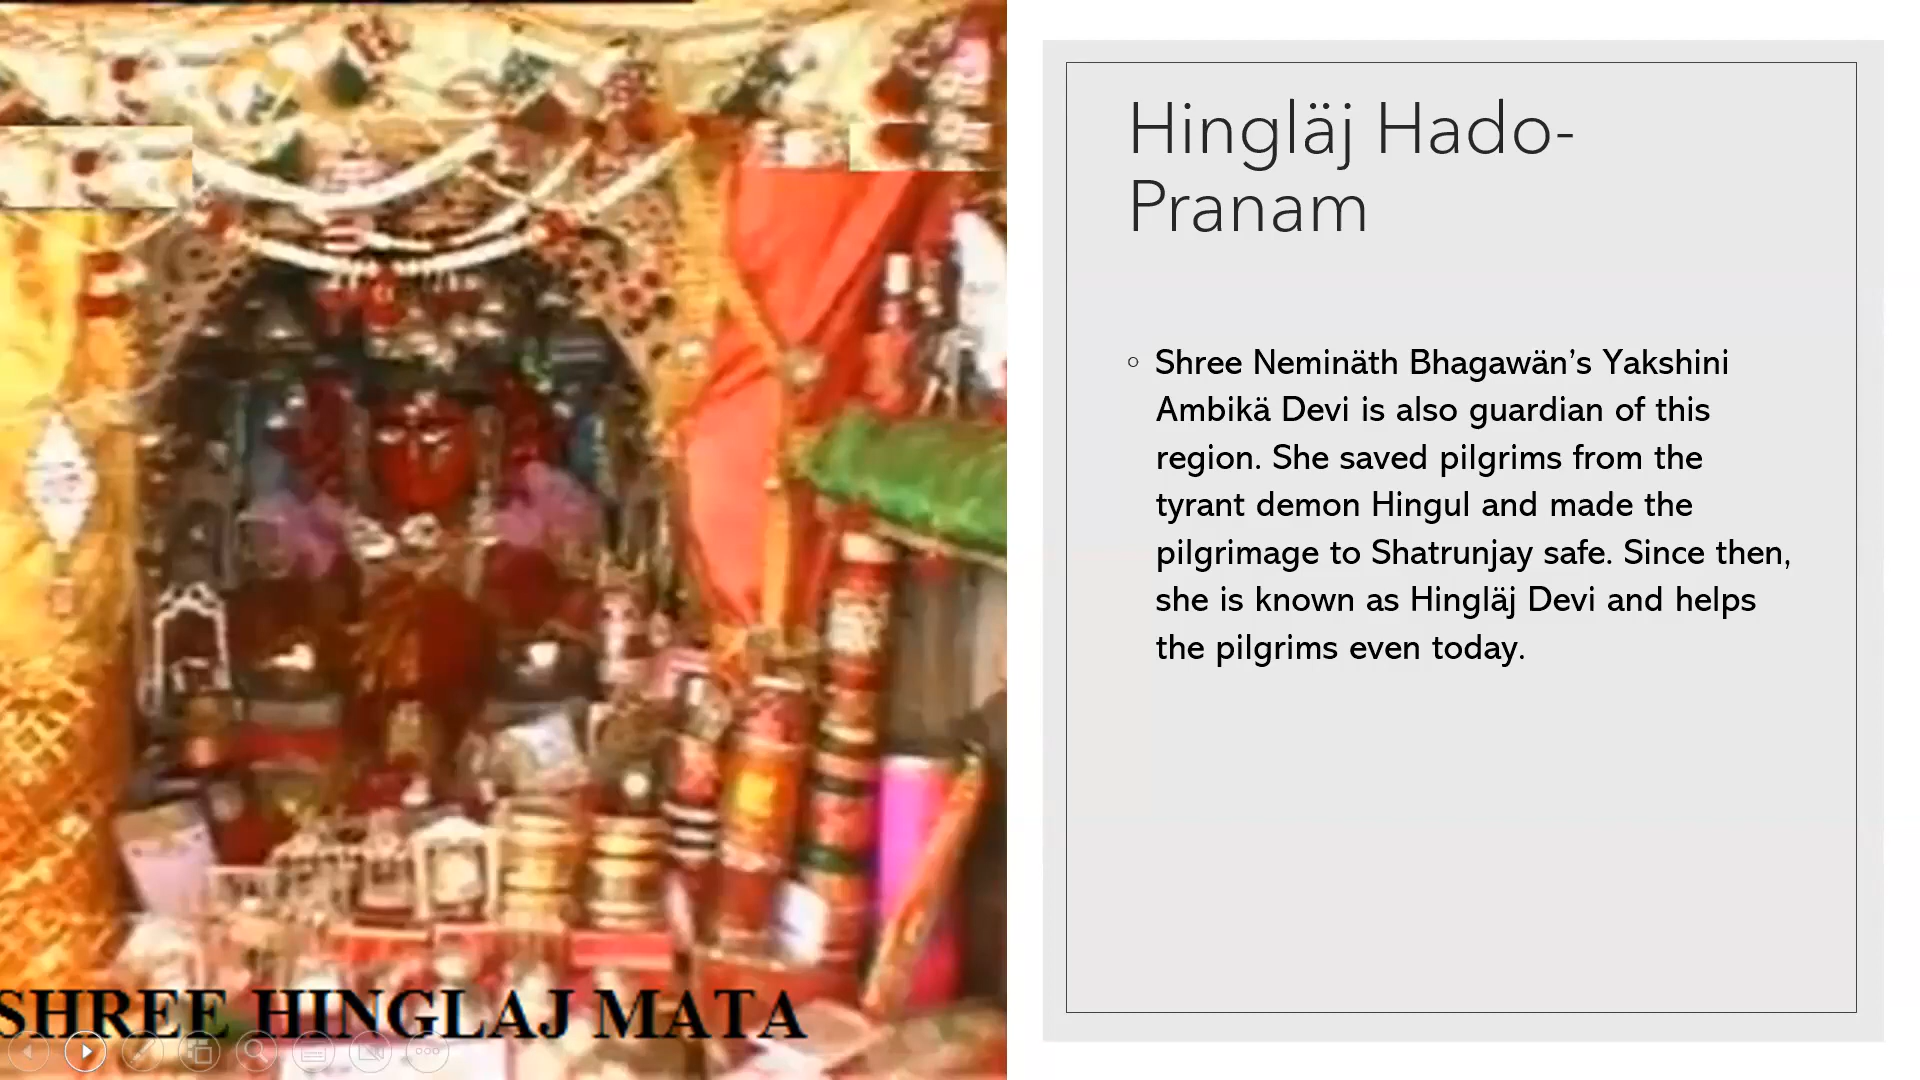 Hingläj Hado-
Pranam
◦ Shree Neminäth Bhagawän’s Yakshini
Ambikä Devi is also guardian of this
region. She saved pilgrims from the
tyrant demon Hingul and made the
pilgrimage to Shatrunjay safe. Since then,
she is known as Hingläj Devi and helps
the pilgrims even today.
SHREE HINGLAJ MATA